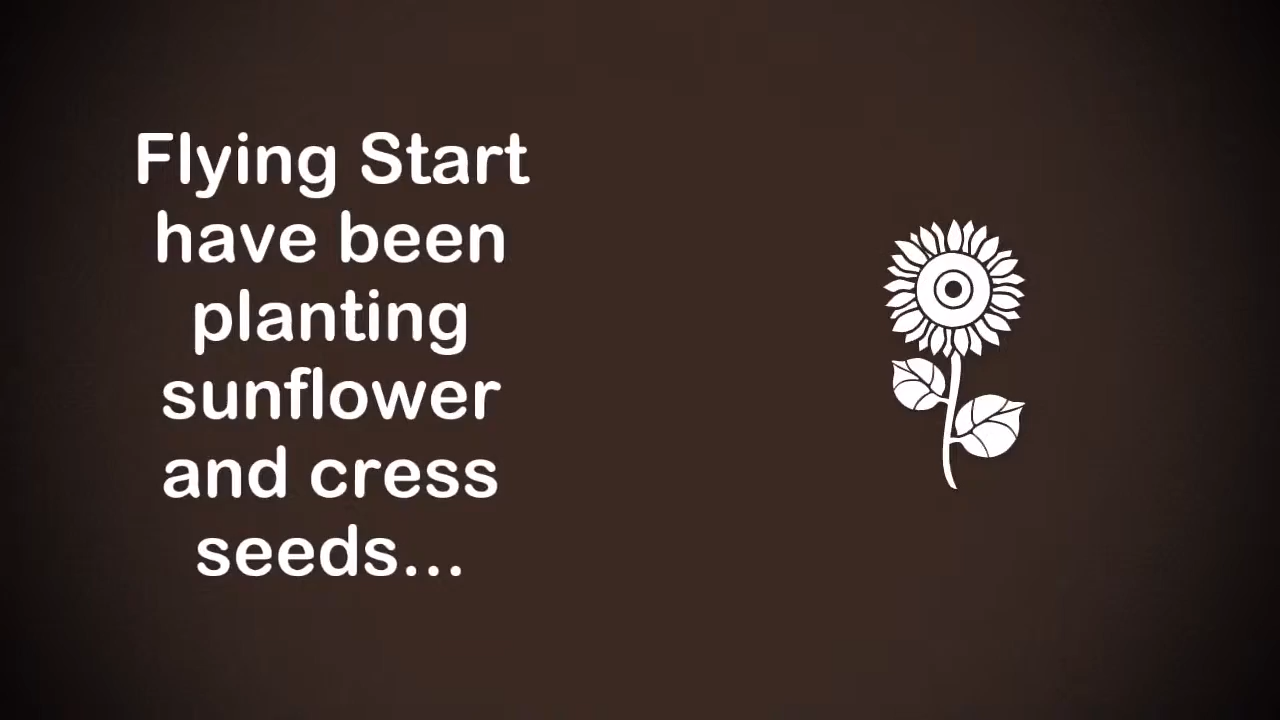 Flying Start
have been
planting
sunflower
and cress
seeds...